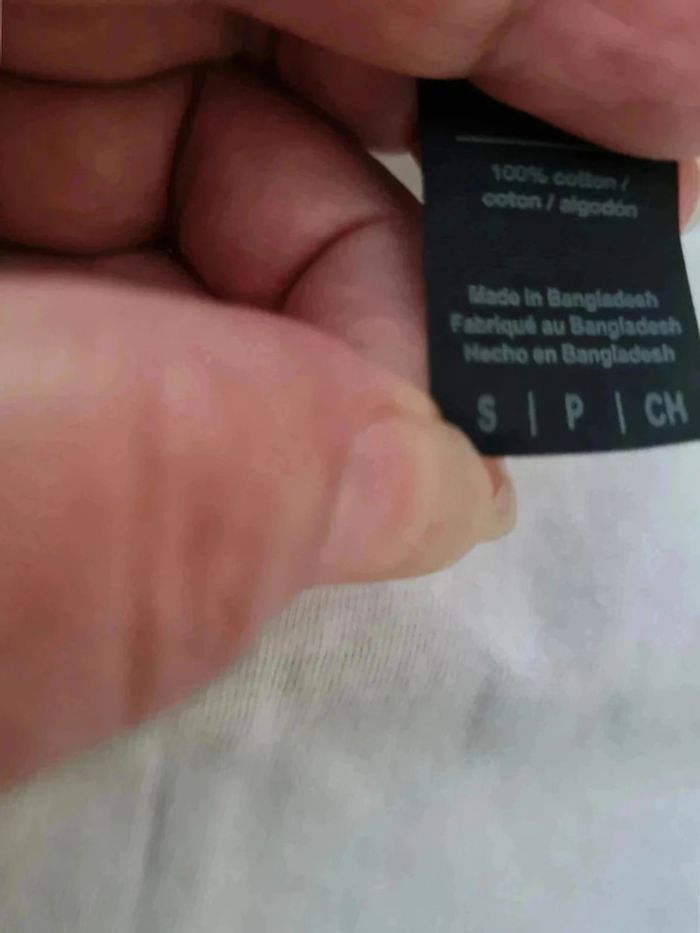 100% cotton /
coton / algodón
Made in Bangladesh
Fabriqué au Bangladesh
Hecho en Bangladesh
S | P | CH